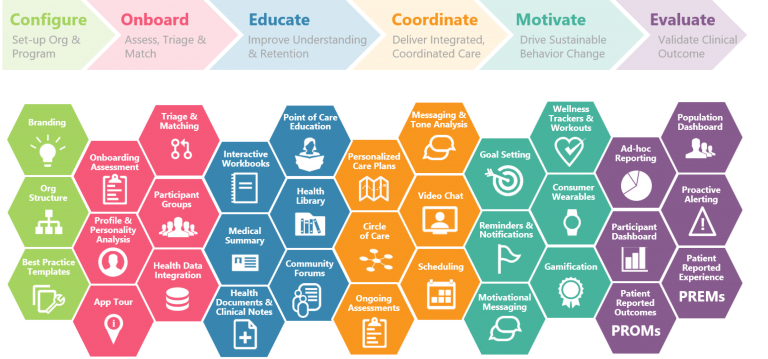 Configure
Set-up Org &
Program
Onboard
Assess, Triage &
Match
Educate
Improve Understanding
& Retention
Coordinate
Deliver Integrated,
Coordinated Care
Motivate
Drive Sustainable
Behavior Change
Evaluate
Validate Clinical
Outcome
Branding
Org
Structure
Best Practice
Templates
Onboarding
Assessment
Profile &
Personality
Analysis
App Tour
Triage &
Matching
Participant
Groups
Health Data
Integration
Interactive
Workbooks
Medical
Summary
Health
Documents &
Clinical Notes
Point of Care
Education
Health
Library
Community
Forums
Personalized
Care Plans
Circle
of Care
Ongoing
Assessments
Messaging &
Tone Analysis
Video Chat
Scheduling
Goal Setting
Reminders &
Notifications
Motivational
Messaging
Wellness
Trackers &
Workouts
Consumer
Wearables
Gamification
Ad-hoc
Reporting
Participant
Dashboard
Patient
Reported
Outcomes
PROMs
Population
Dashboard
Proactive
Alerting
Patient
Reported
Experience
PREMs